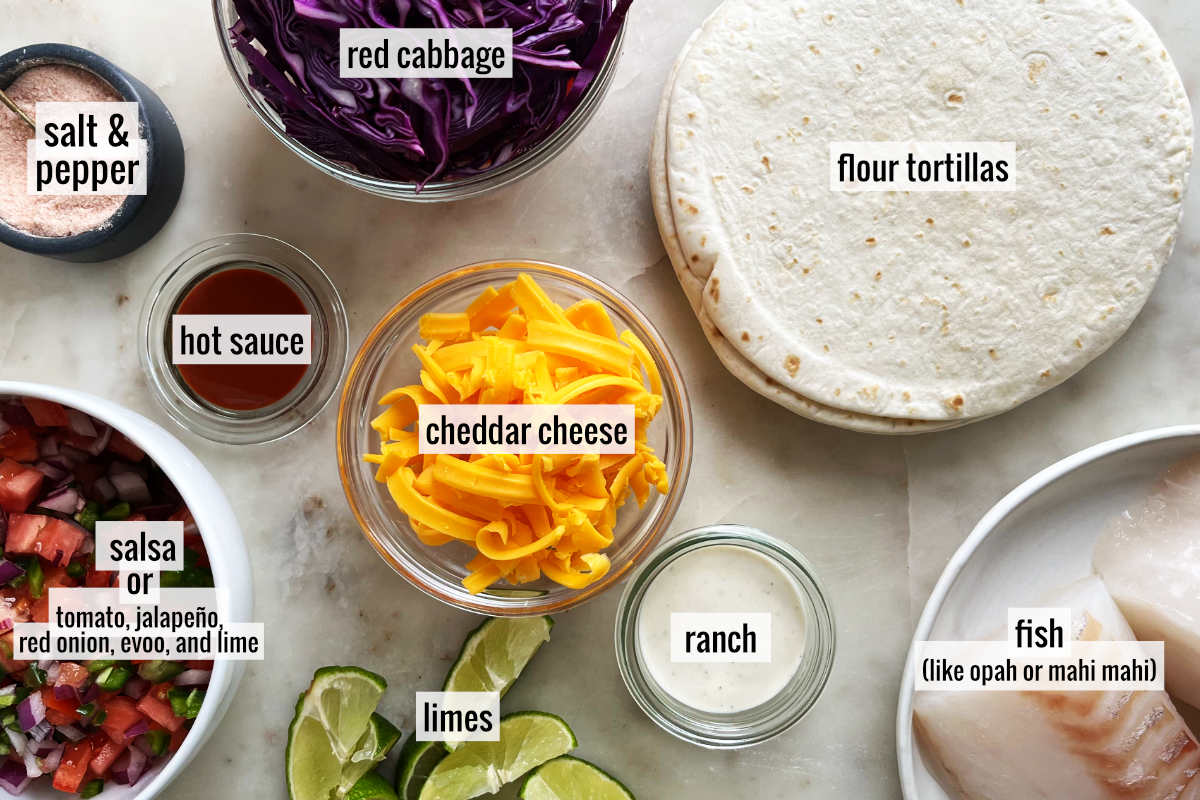 red cabbage
salt &
pepper
flour tortillas
hot sauce
cheddar cheese
salsa
or
tomato, jalapeño,
red onion, evoo, and lime
ranch
fish
(like opah or mahi mahi)
limes